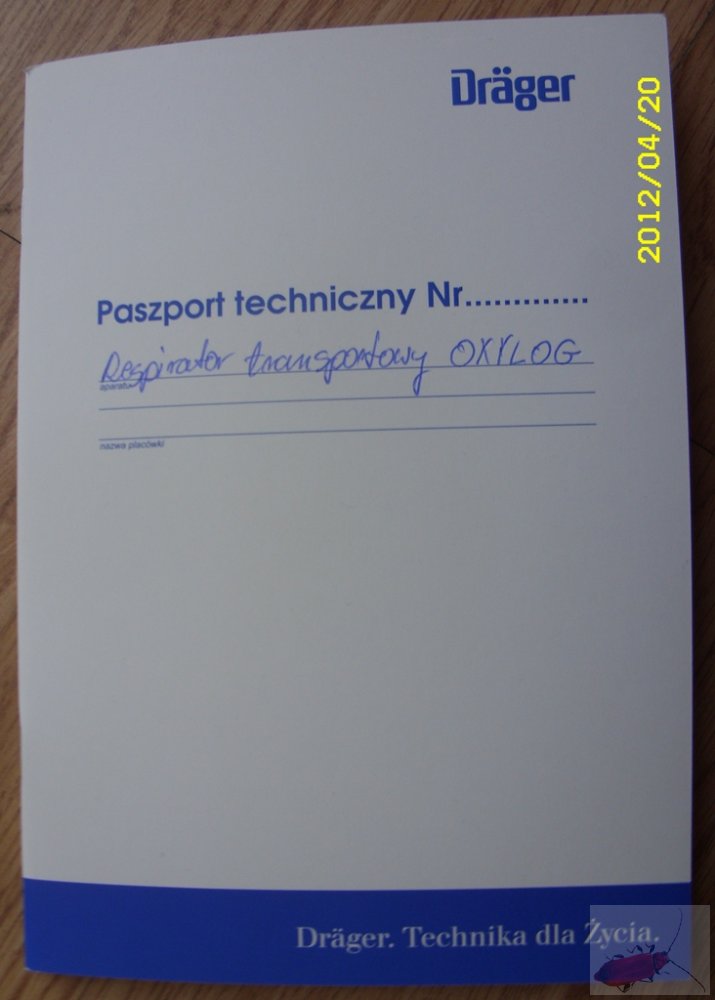 Dräger
2012/04/20
Paszport techniczny Nr.............
Respirator transportowy OXYLOG
aparatu
nazwa placówki
Dräger. Technika dla Życia.